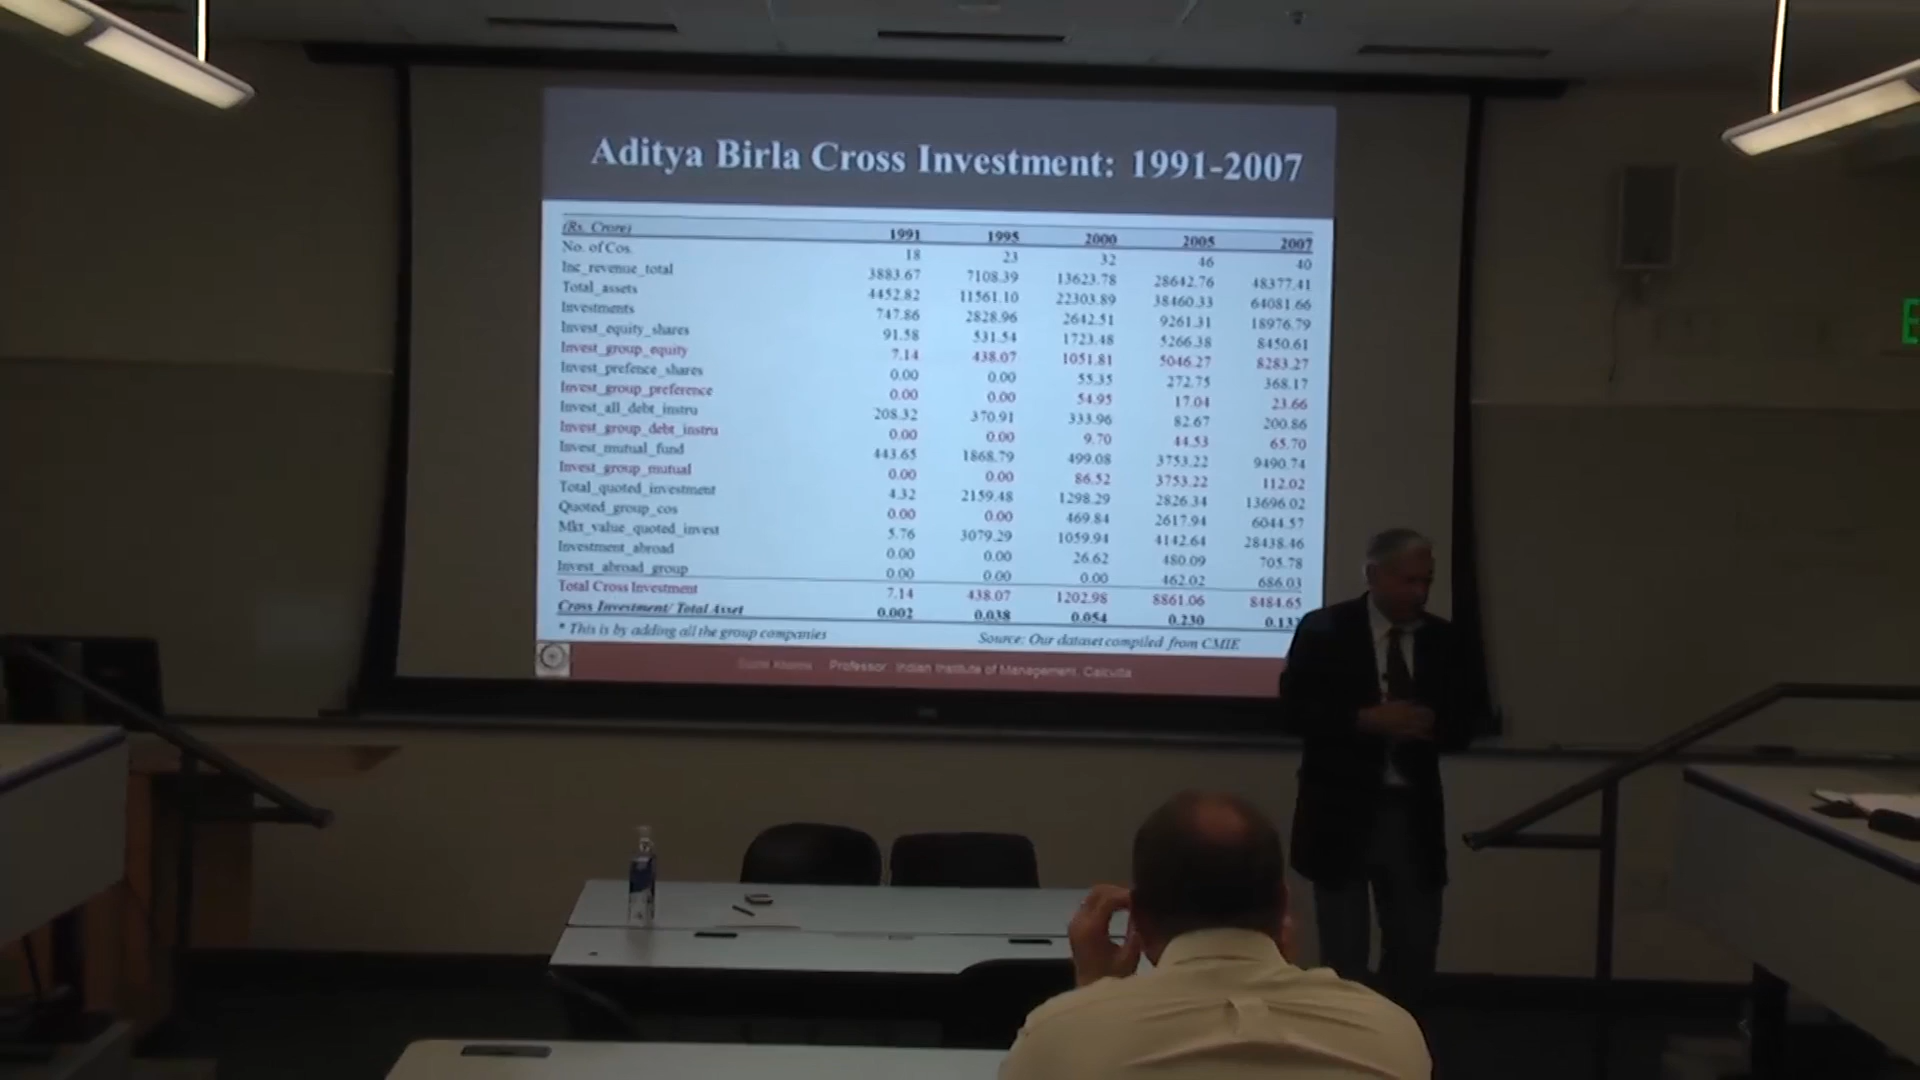 Aditya Birla Cross Investment: 1991-2007
(Rs. Crore) 1991 1995 2000 2005 2007
No. of Cos. 18 23 32 46 40
Inc_revenue_total 3883.67 7108.39 13623.78 28642.76 48377.41
Total_assets 4452.82 11561.10 22303.89 38460.33 64081.66
Investments 747.86 2828.96 2642.51 9261.31 18976.79
Invest_equity_shares 91.58 531.54 1723.48 5266.38 8450.61
Invest_group_equity 7.14 438.07 1051.81 5046.27 8283.27
Invest_prefence_shares 0.00 0.00 55.35 272.75 368.17
Invest_group_preference 0.00 0.00 54.95 17.04 23.66
Invest_all_debt_instru 208.32 370.91 333.96 82.67 200.86
Invest_group_debt_instru 0.00 0.00 9.70 44.53 65.70
Invest_mutual_fund 443.65 1868.79 499.08 3753.22 9490.74
Invest_group_mutual 0.00 0.00 86.52 3753.22 112.02
Total_quoted_investment 4.32 2159.48 1298.29 2826.34 13696.02
Quoted_group_cos 0.00 0.00 469.84 2617.94 6044.57
Mkt_value_quoted_invest 5.76 3079.29 1059.94 4142.64 28438.46
Investment_abroad 0.00 0.00 26.62 480.09 705.78
Invest_abroad_group 0.00 0.00 0.00 462.02 686.03
Total Cross Investment 7.14 438.07 1202.98 8861.06 8484.65
Cross Investment/ Total Asset 0.002 0.038 0.054 0.230
* This is by adding all the group companies Source: Our dataset compiled from CMIE
Professor Indian Institute of Management, Calcutta